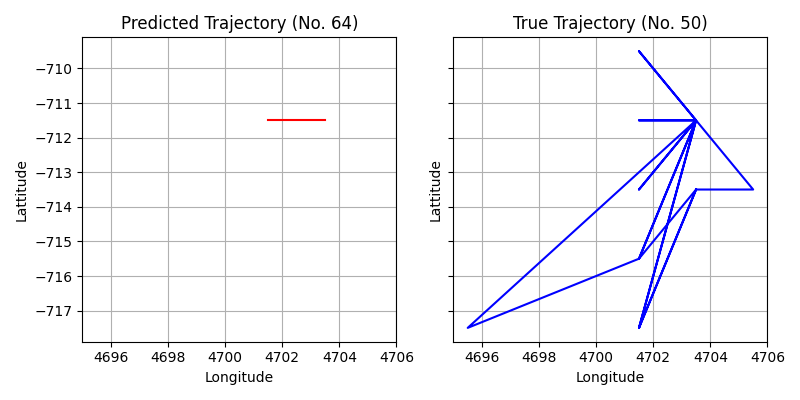 Predicted Trajectory (No. 64)
True Trajectory (No. 50)
−710
−711
−712
−713
−714
−715
−716
−717
Lattitude
Lattitude
4696 4698 4700 4702 4704 4706
4696 4698 4700 4702 4704 4706
Longitude
Longitude